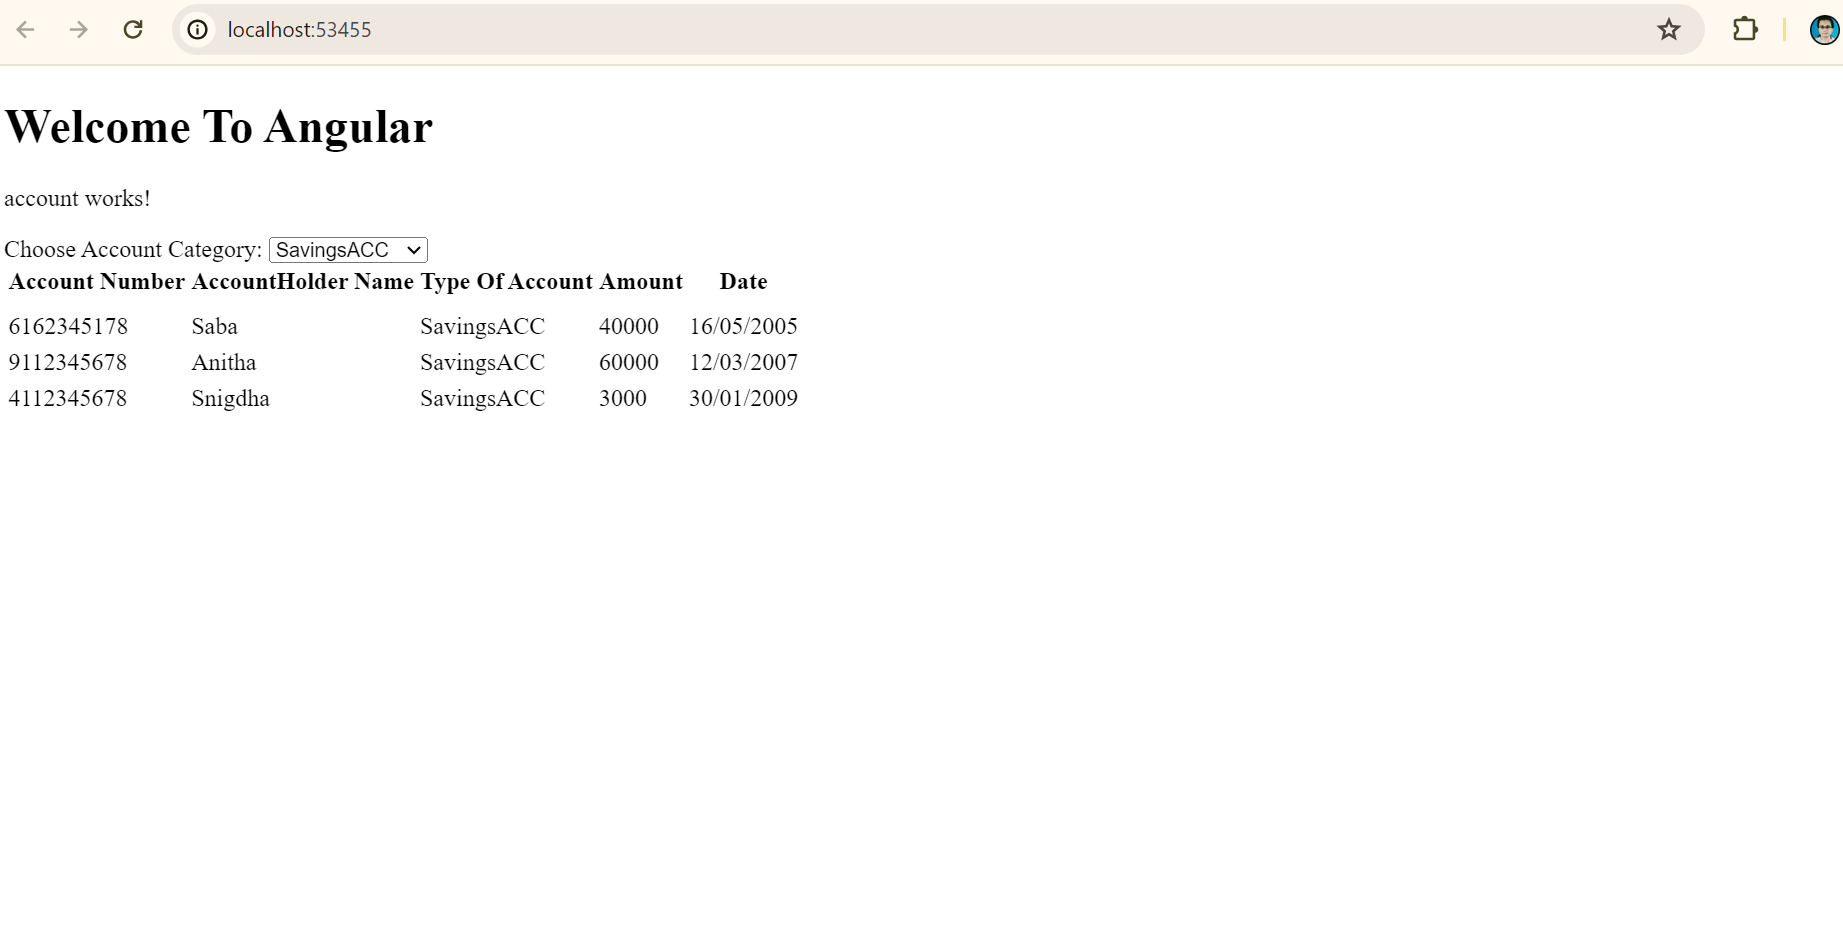 localhost:53455
Welcome To Angular
account works!
Choose Account Category: SavingsACC
Account Number AccountHolder Name Type Of Account Amount Date
6162345178 Saba SavingsACC 40000 16/05/2005
9112345678 Anitha SavingsACC 60000 12/03/2007
4112345678 Snigdha SavingsACC 3000 30/01/2009